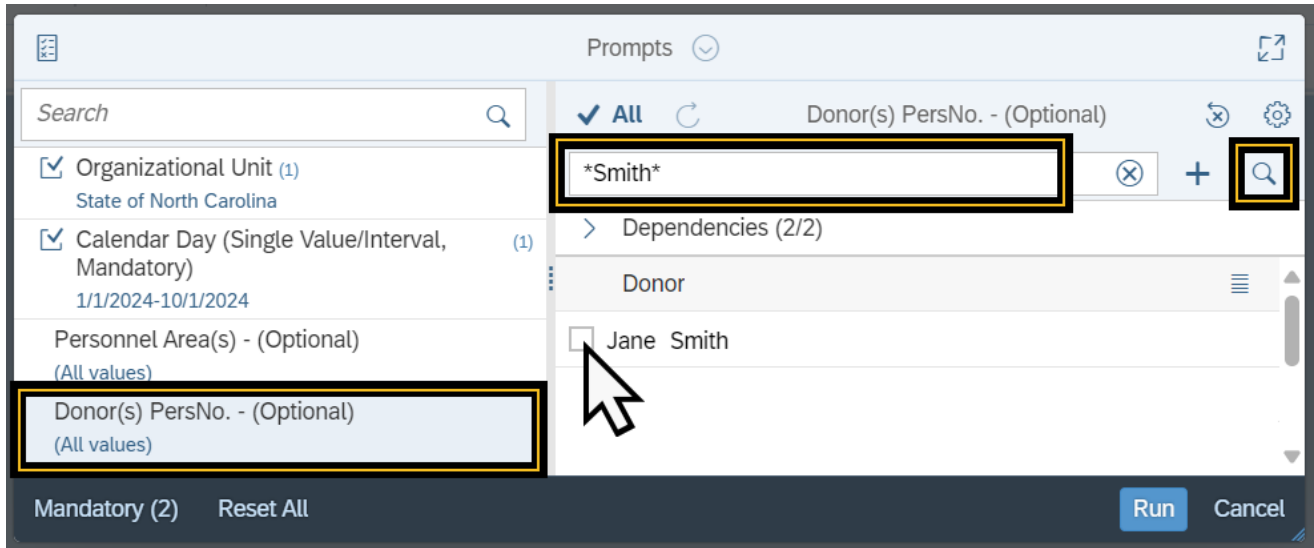 Prompts
Search
Organizational Unit (1)
State of North Carolina
Calendar Day (Single Value/Interval, (1)
Mandatory)
1/1/2024-10/1/2024
Personnel Area(s) - (Optional)
(All values)
Donor(s) PersNo. - (Optional)
(All values)
All
Donor(s) PersNo. - (Optional)
*Smith*
Dependencies (2/2)
Donor
Jane Smith
Mandatory (2)
Reset All
Run
Cancel